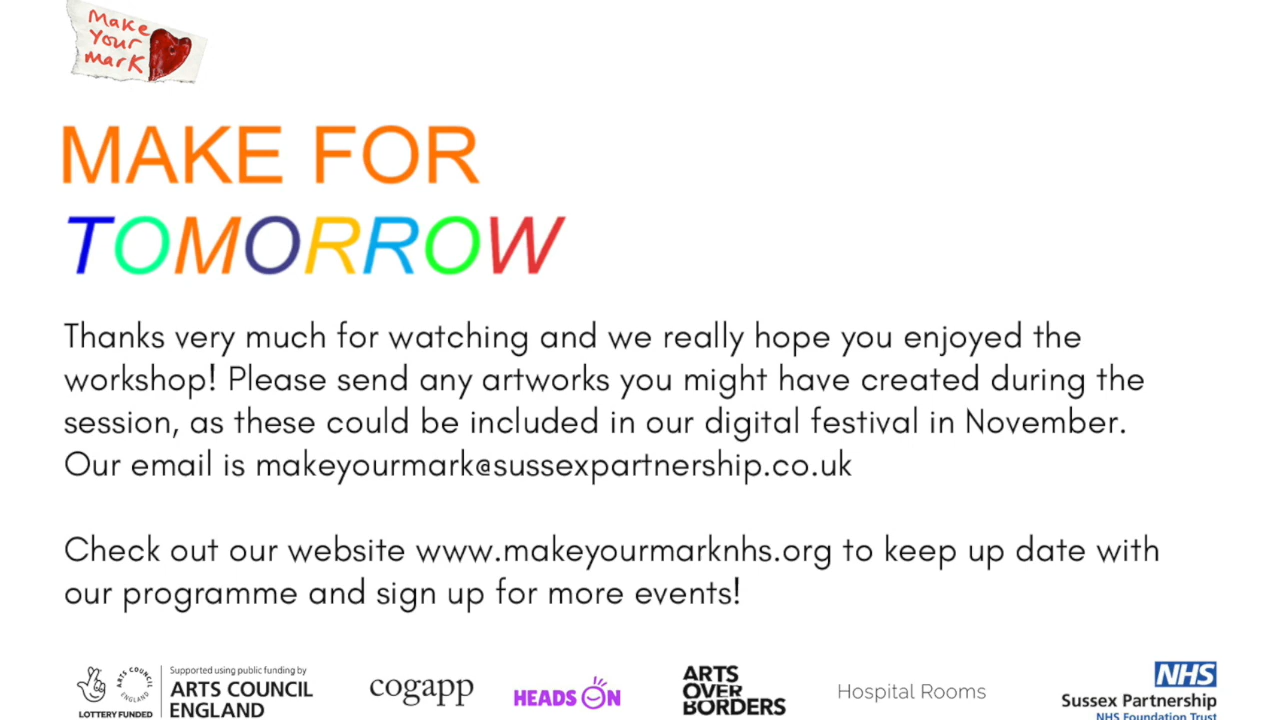 Make
Your
Mark
MAKE FOR
TOMORROW
Thanks very much for watching and we really hope you enjoyed the
workshop! Please send any artworks you might have created during the
session, as these could be included in our digital festival in November.
Our email is makeyourmark@sussexpartnership.co.uk
Check out our website www.makeyourmarknhs.org to keep up date with
our programme and sign up for more events!
LOTTERY FUNDED
ARTS COUNCIL
ENGLAND
Supported using public funding by
ARTS COUNCIL
ENGLAND
cogapp
HEADS ON
ARTS
OVER
BORDERS
Hospital Rooms
NHS
Sussex Partnership
NHS Foundation Trust